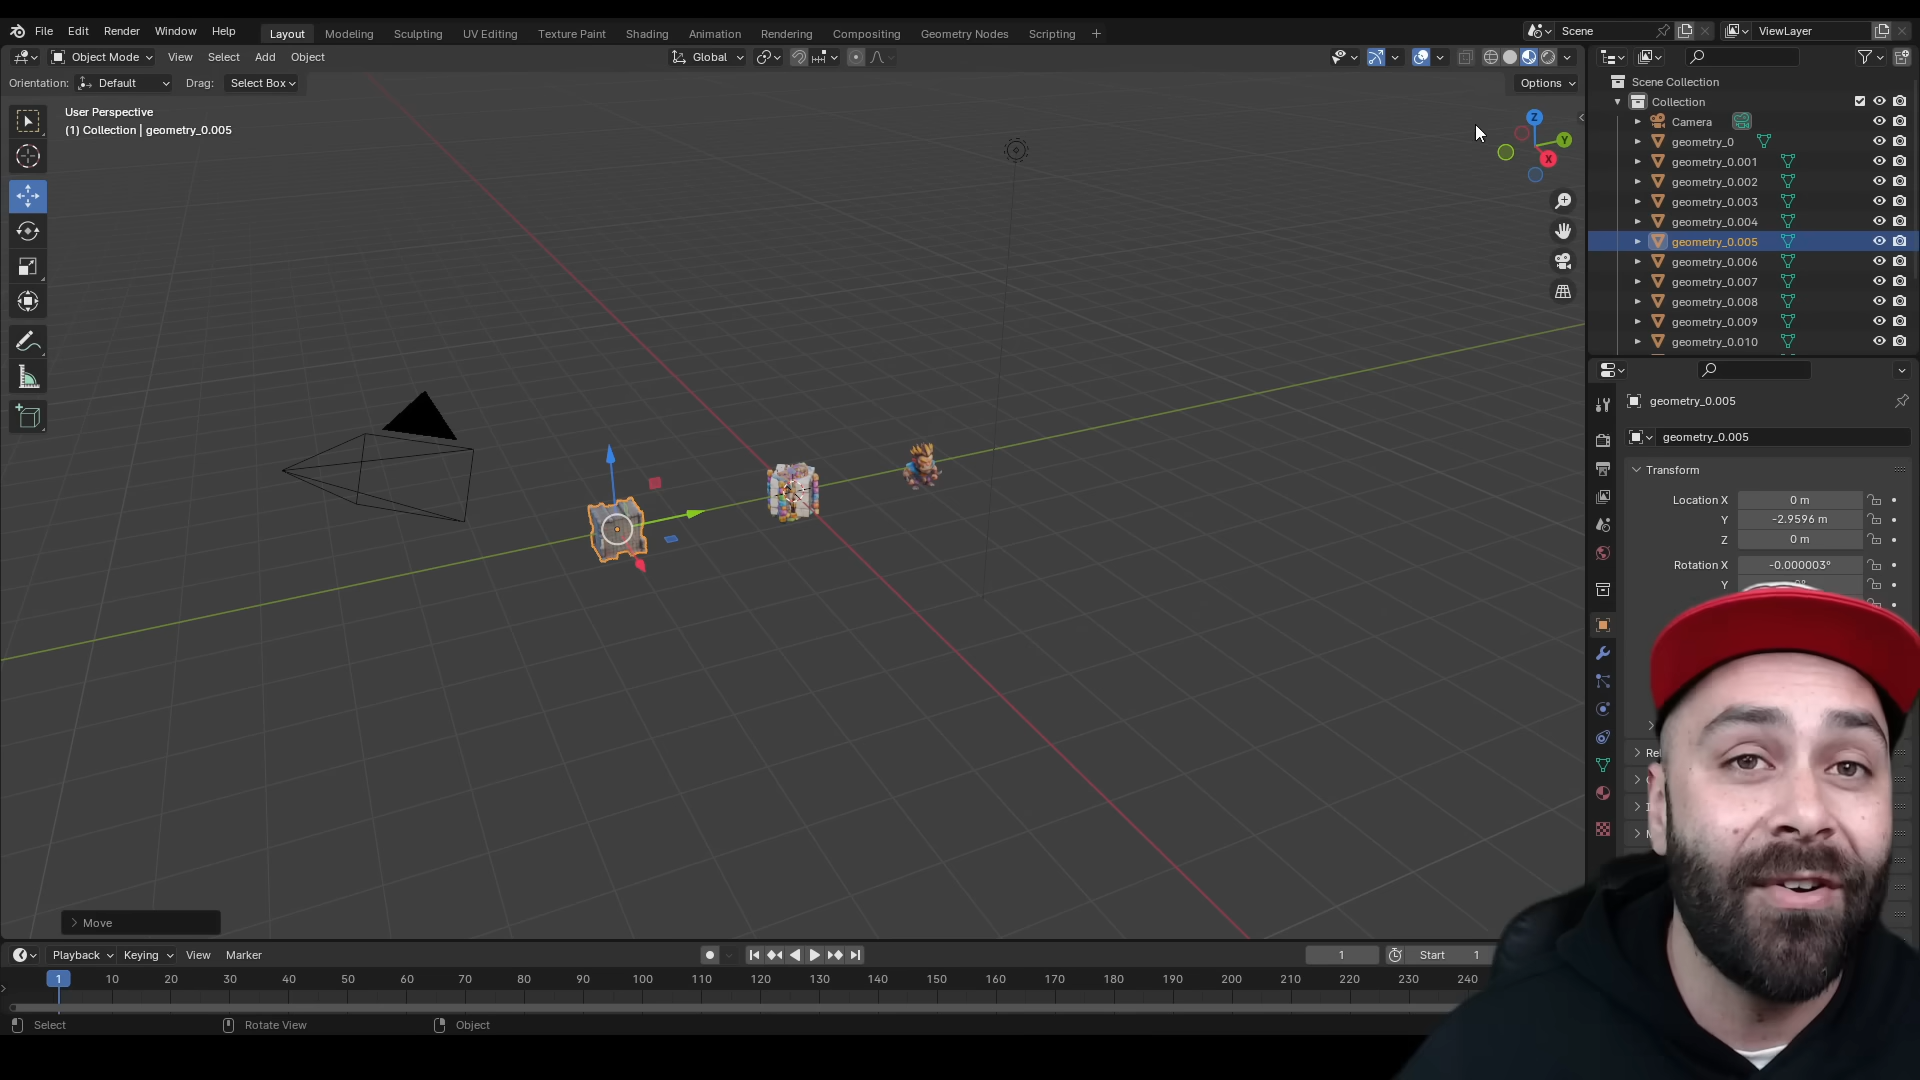 File Edit Render Window Help Layout Modeling Sculpting UV Editing Texture Paint Shading Animation Rendering Compositing Geometry Nodes Scripting + Scene ViewLayer
Object Mode View Select Add Object Global
Orientation: Default Drag: Select Box Options
User Perspective
(1) Collection | geometry_0.005
Z
Y
X
Scene Collection
Collection
Camera
geometry_0
geometry_0.001
geometry_0.002
geometry_0.003
geometry_0.004
geometry_0.005
geometry_0.006
geometry_0.007
geometry_0.008
geometry_0.009
geometry_0.010
geometry_0.005
geometry_0.005
Transform
Location X 0 m
Y -2.9596 m
Z 0 m
Rotation X -0.000003°
Y
Move
Playback Keying View Marker 1 Start 1
1 10 20 30 40 50 60 70 80 90 100 110 120 130 140 150 160 170 180 190 200 210 220 230 240
Select Rotate View Object